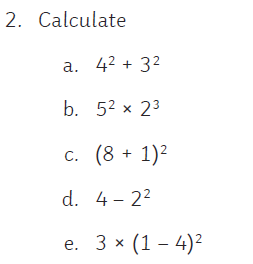 2. Calculate
a. 4² + 3²
b. 5² × 2³
c. (8 + 1)²
d. 4 – 2²
e. 3 × (1 – 4)²